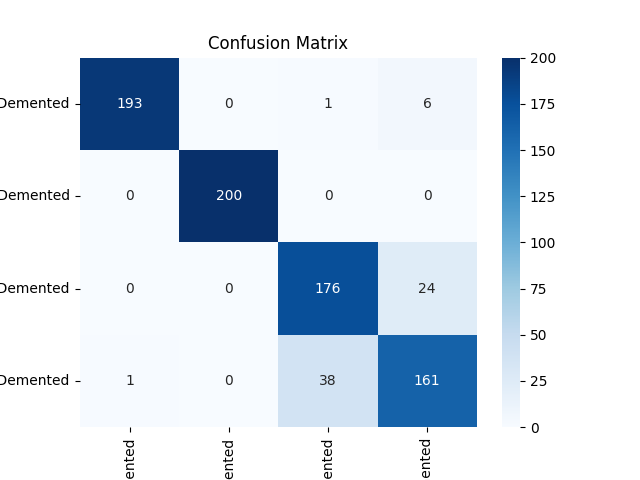 Confusion Matrix
Demented 193 0 1 6
Demented 0 200 0 0
Demented 0 0 176 24
Demented 1 0 38 161
ented ented ented ented
200
175
150
125
100
75
50
25
0